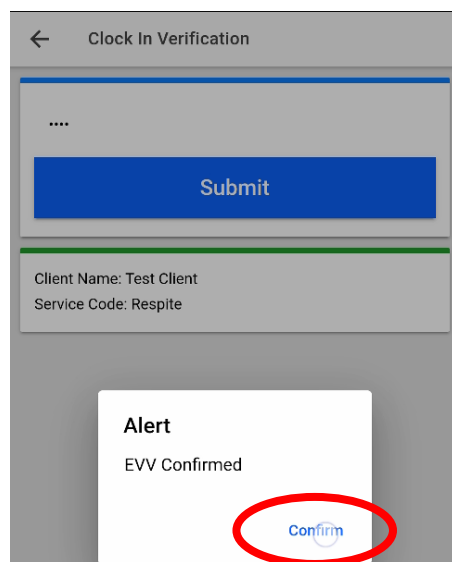 Clock In Verification
....
Submit
Client Name: Test Client
Service Code: Respite
Alert
EVV Confirmed
Confirm